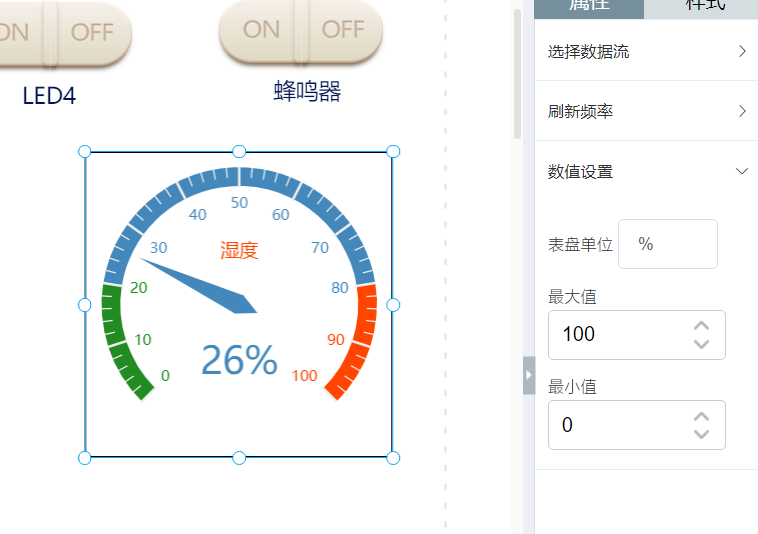 ON OFF
ON OFF
LED4
蜂鸣器
50
40
60
30
湿度
70
20
80
10
90
26%
0
100
属性
样式
选择数据流
刷新频率
数值设置
表盘单位 %
最大值
100
最小值
0